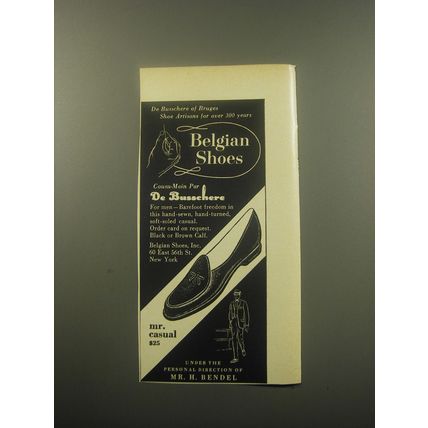 De Busschere of Bruges
Shoe Artisans for over 300 years
Belgian
Shoes
Cousu-Main Par
De Busschere
For men—Barefoot freedom in
this hand-sewn, hand-turned,
soft-soled casual.
Order card on request.
Black or Brown Calf.
Belgian Shoes, Inc.
60 East 56th St.
New York
mr.
casual
$25
UNDER THE
PERSONAL DIRECTION OF
MR. H. BENDEL